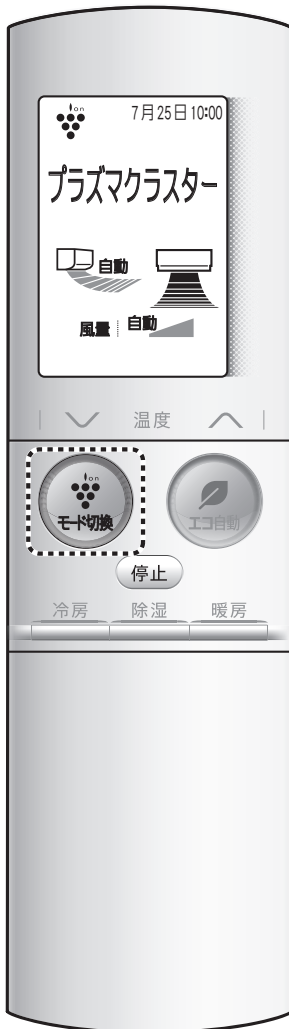 ion
7月25日 10:00
プラズマクラスター
自動
風量 自動
温度
ion
モード切換
エコ自動
停止
冷房 除湿 暖房